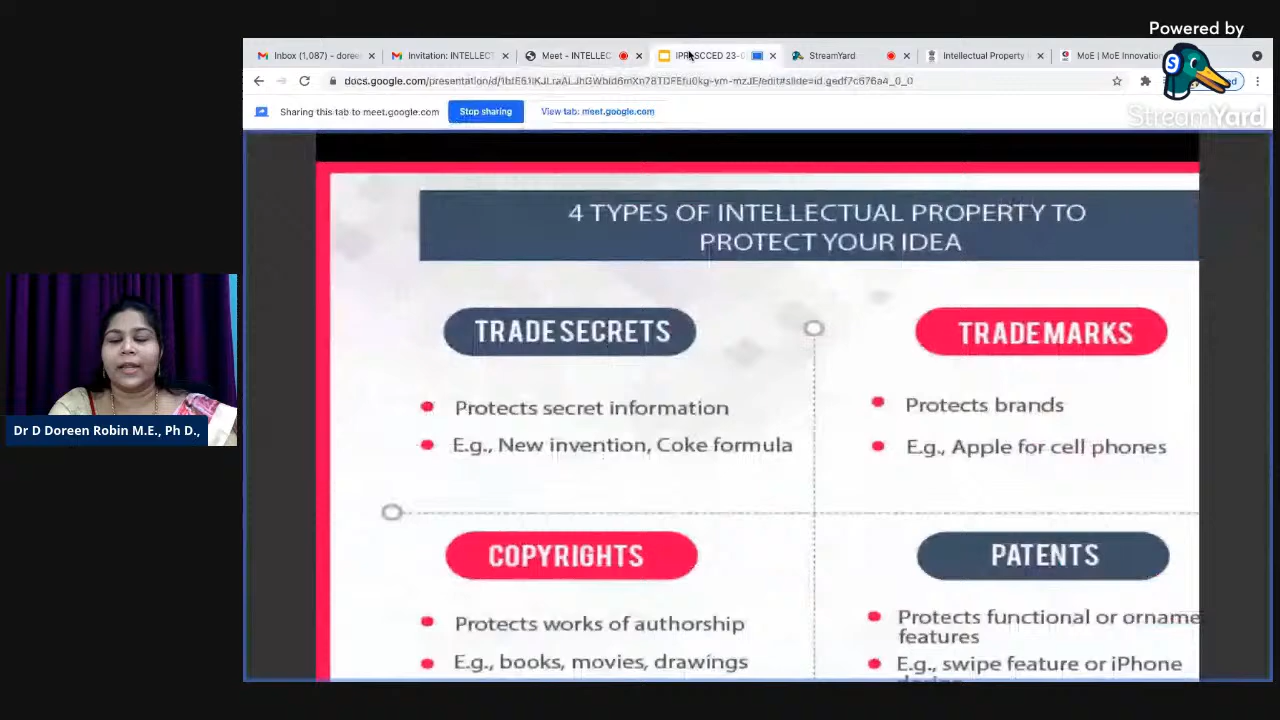 Powered by
StreamYard
Inbox (1,087) - doree
Invitation: INTELLECT
Meet - INTELLEC
StreamYard
Intellectual Property
MoE | MoE Innovation
Sharing this tab to meet.google.com
Stop sharing
View tab: meet.google.com
4 TYPES OF INTELLECTUAL PROPERTY TO
PROTECT YOUR IDEA
TRADE SECRETS
Protects secret information
E.g., New invention, Coke formula
TRADEMARKS
Protects brands
E.g., Apple for cell phones
COPYRIGHTS
Protects works of authorship
E.g., books, movies, drawings
PATENTS
Protects functional or orname
features
E.g., swipe feature or iPhone
Dr D Doreen Robin M.E., Ph D.,